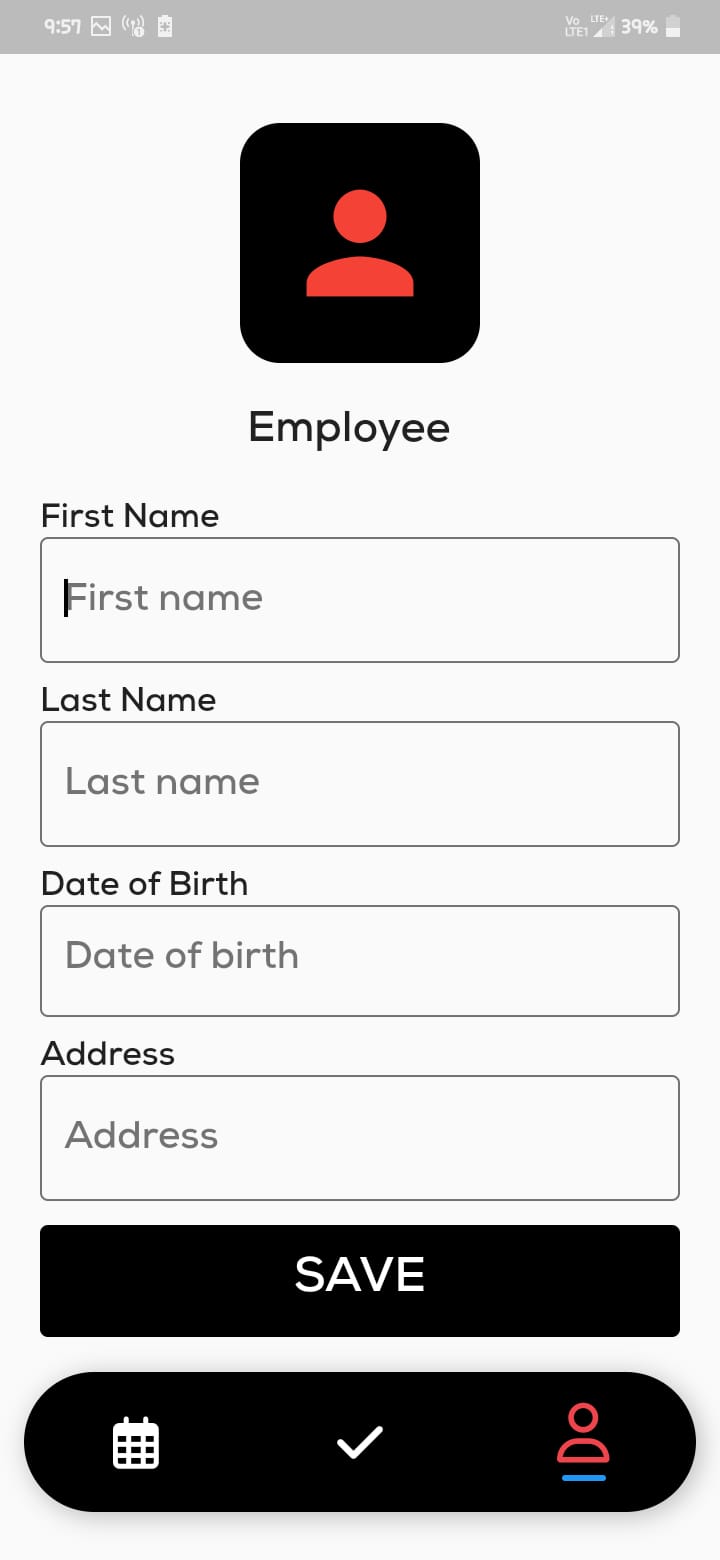 9:57 Vo LTE1 LTE+ 39%
Employee
First Name
First name
Last Name
Last name
Date of Birth
Date of birth
Address
Address
SAVE